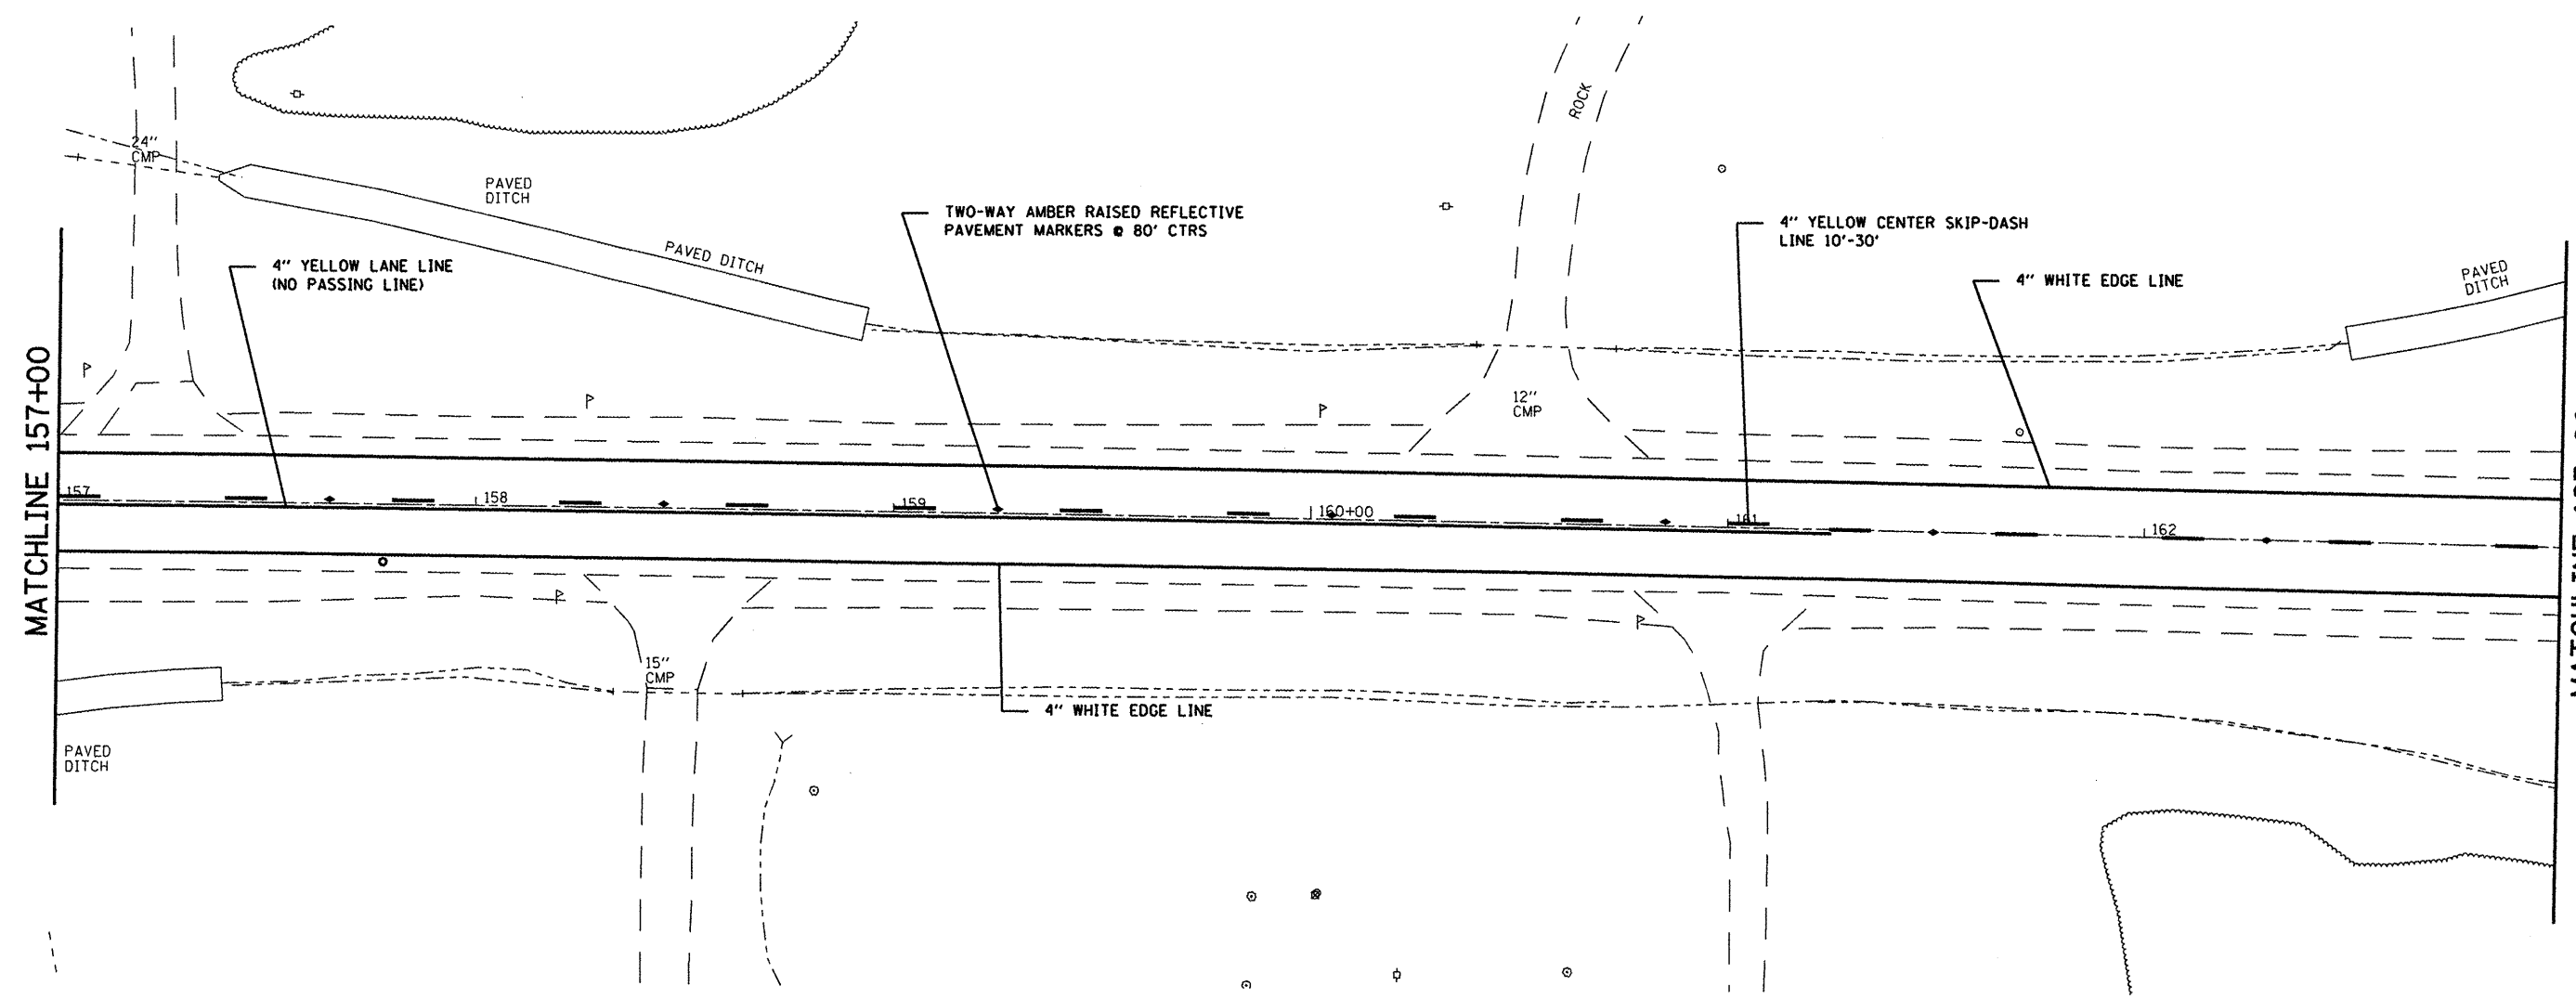 24"
CMP
PAVED
DITCH
PAVED DITCH
ROCK
TWO-WAY AMBER RAISED REFLECTIVE
PAVEMENT MARKERS @ 80' CTRS
4" YELLOW CENTER SKIP-DASH
LINE 10'-30'
4" YELLOW LANE LINE
(NO PASSING LINE)
4" WHITE EDGE LINE
PAVED
DITCH
MATCHLINE 157+00
P
P
P
12"
CMP
157
158
159
160+00
161
162
P
P
15"
CMP
4" WHITE EDGE LINE
PAVED
DITCH